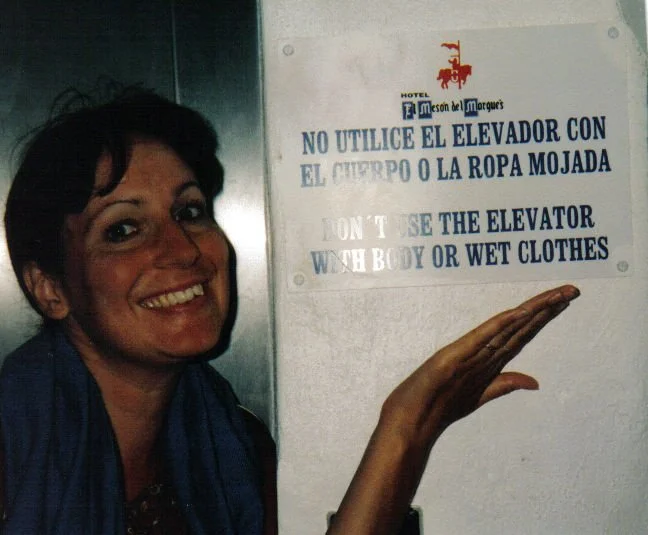 HOTEL
El Mesón del Marqués
NO UTILICE EL ELEVADOR CON
EL CUERPO O LA ROPA MOJADA
DON´T USE THE ELEVATOR
WITH BODY OR WET CLOTHES